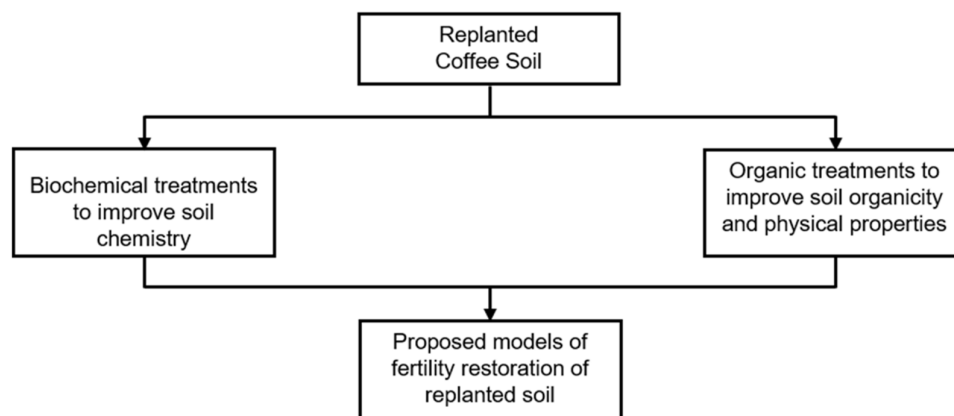 Replanted
Coffee Soil
Biochemical treatments
to improve soil
chemistry
Organic treatments to
improve soil organicity
and physical properties
Proposed models of
fertility restoration of
replanted soil